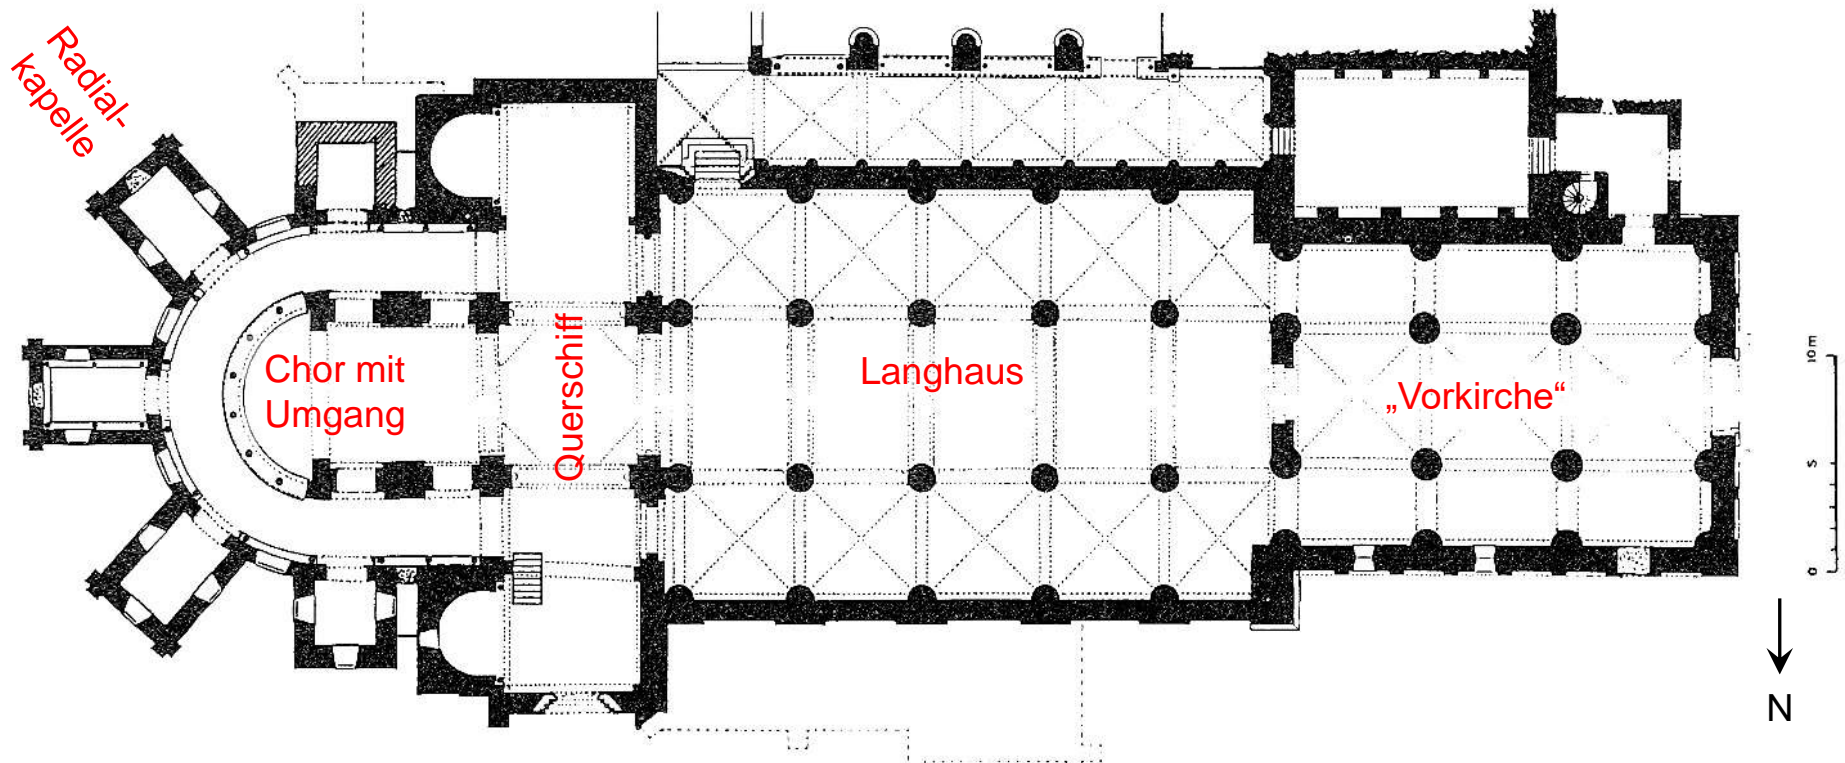 Radial-
kapelle
Chor mit
Umgang
Querschiff
Langhaus
„Vorkirche“
10 m
5
0
N